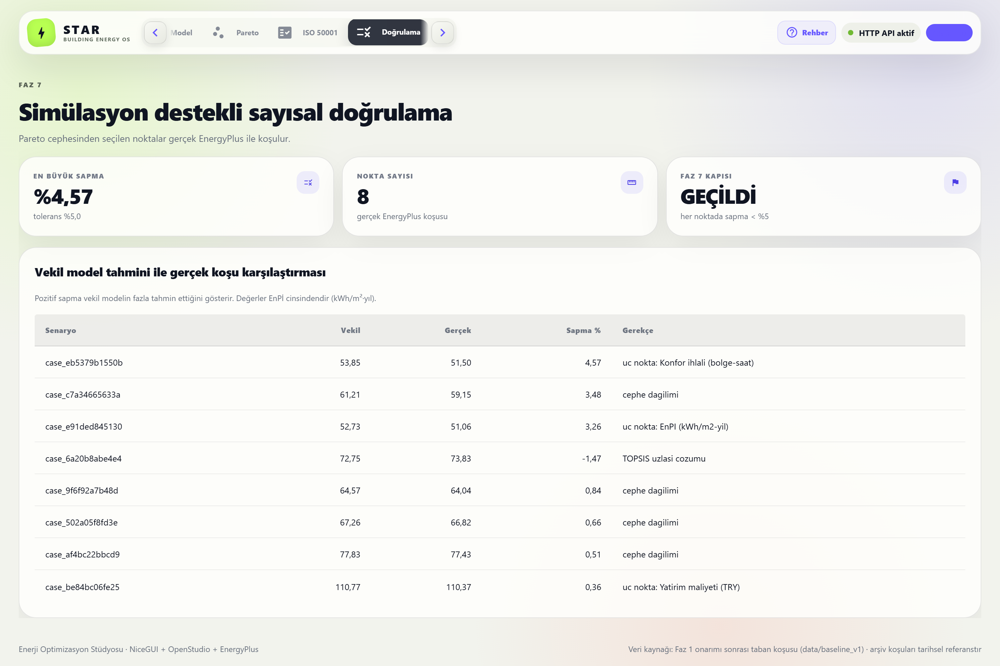 STAR
BUILDING ENERGY OS
Model
Pareto
ISO 50001
Doğrulama
Rehber
HTTP API aktif
FAZ 7
Simülasyon destekli sayısal doğrulama
Pareto cephesinden seçilen noktalar gerçek EnergyPlus ile koşulur.
EN BÜYÜK SAPMA
%4,57
tolerans %5,0
NOKTA SAYISI
8
gerçek EnergyPlus koşusu
FAZ 7 KAPISI
GEÇİLDİ
her noktada sapma < %5
Vekil model tahmini ile gerçek koşu karşılaştırması
Pozitif sapma vekil modelin fazla tahmin ettiğini gösterir. Değerler EnPİ cinsindendir (kWh/m²·yıl).
Senaryo Vekil Gerçek Sapma % Gerekçe
case_eb5379b1550b 53,85 51,50 4,57 uc nokta: Konfor ihlali (bolge-saat)
case_c7a34665633a 61,21 59,15 3,48 cephe dagilimi
case_e91ded845130 52,73 51,06 3,26 uc nokta: EnPI (kWh/m2-yil)
case_6a20b8abe4e4 72,75 73,83 -1,47 TOPSIS uzlasi cozumu
case_9f6f92a7b48d 64,57 64,04 0,84 cephe dagilimi
case_502a05f8fd3e 67,26 66,82 0,66 cephe dagilimi
case_af4bc22bbcd9 77,83 77,43 0,51 cephe dagilimi
case_be84bc06fe25 110,77 110,37 0,36 uc nokta: Yatirim maliyeti (TRY)
Enerji Optimizasyon Stüdyosu · NiceGUI + OpenStudio + EnergyPlus
Veri kaynağı: Faz 1 onarımı sonrası taban koşusu (data/baseline_v1) · arşiv koşuları tarihsel referanstır